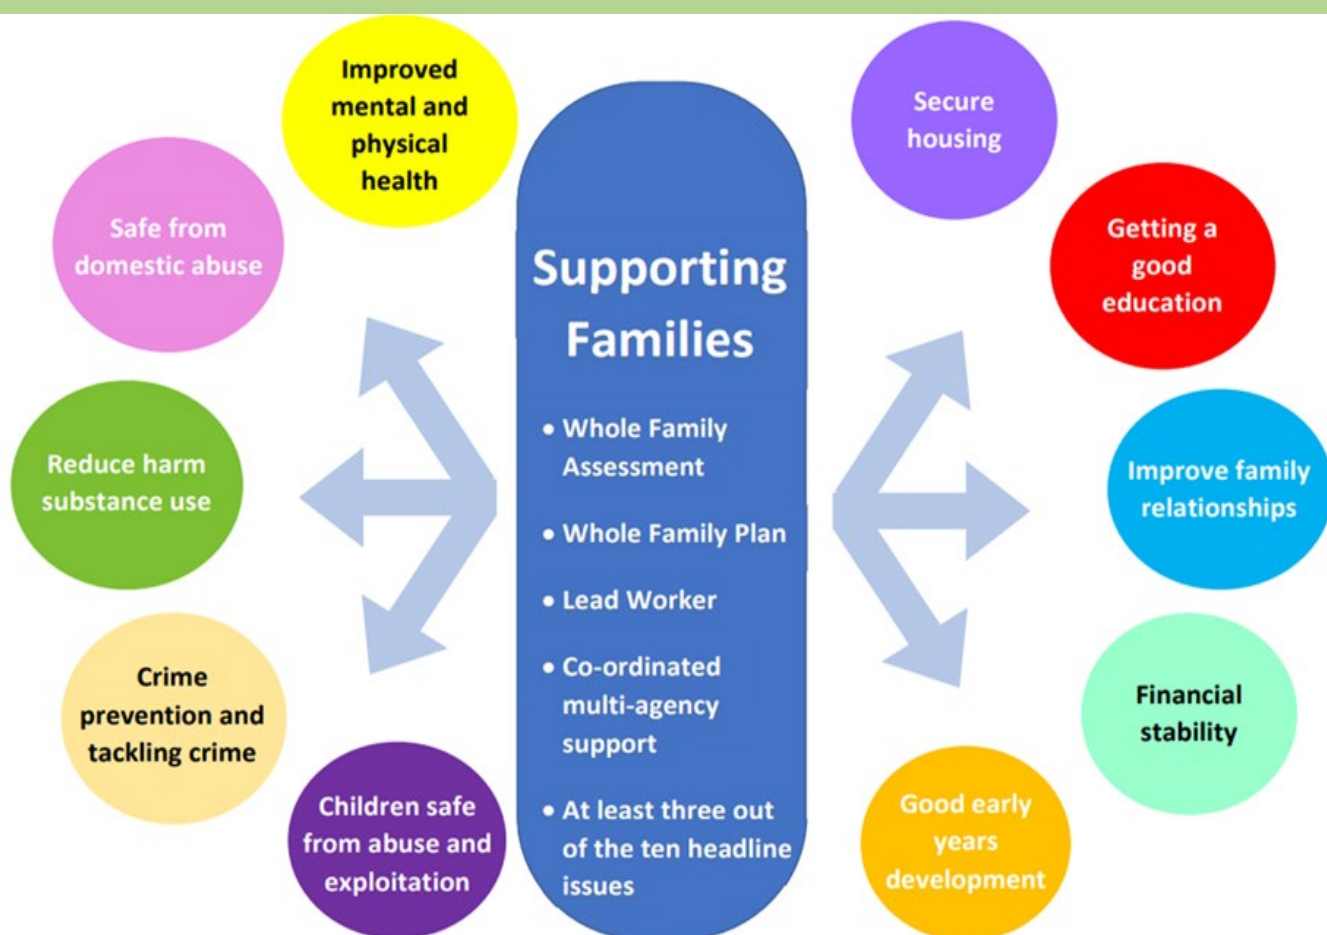 Improved
mental and
physical
health
Safe from
domestic abuse
Reduce harm
substance use
Crime
prevention and
tackling crime
Children safe
from abuse and
exploitation
Supporting
Families
• Whole Family
Assessment
• Whole Family Plan
• Lead Worker
• Co-ordinated
multi-agency
support
• At least three out
of the ten headline
issues
Secure
housing
Getting a
good
education
Improve family
relationships
Financial
stability
Good early
years
development